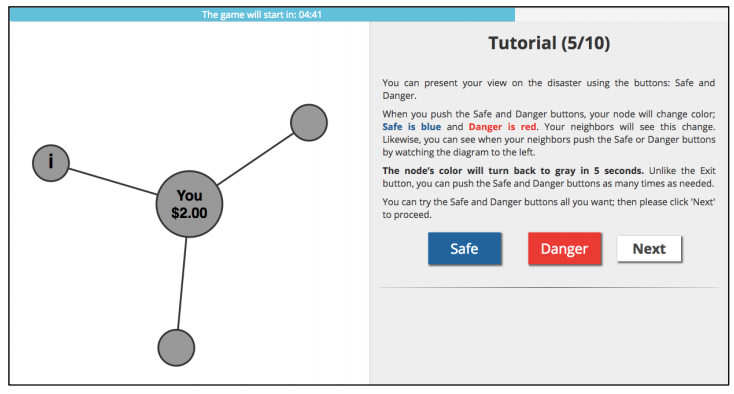 The game will start in: 04:41
Tutorial (5/10)
You can present your view on the disaster using the buttons: Safe and
Danger.
When you push the Safe and Danger buttons, your node will change color;
Safe is blue and Danger is red. Your neighbors will see this change.
Likewise, you can see when your neighbors push the Safe or Danger buttons
by watching the diagram to the left.
The node's color will turn back to gray in 5 seconds. Unlike the Exit
button, you can push the Safe and Danger buttons as many times as needed.
You can try the Safe and Danger buttons all you want; then please click 'Next'
to proceed.
Safe
Danger
Next
i
You
$2.00